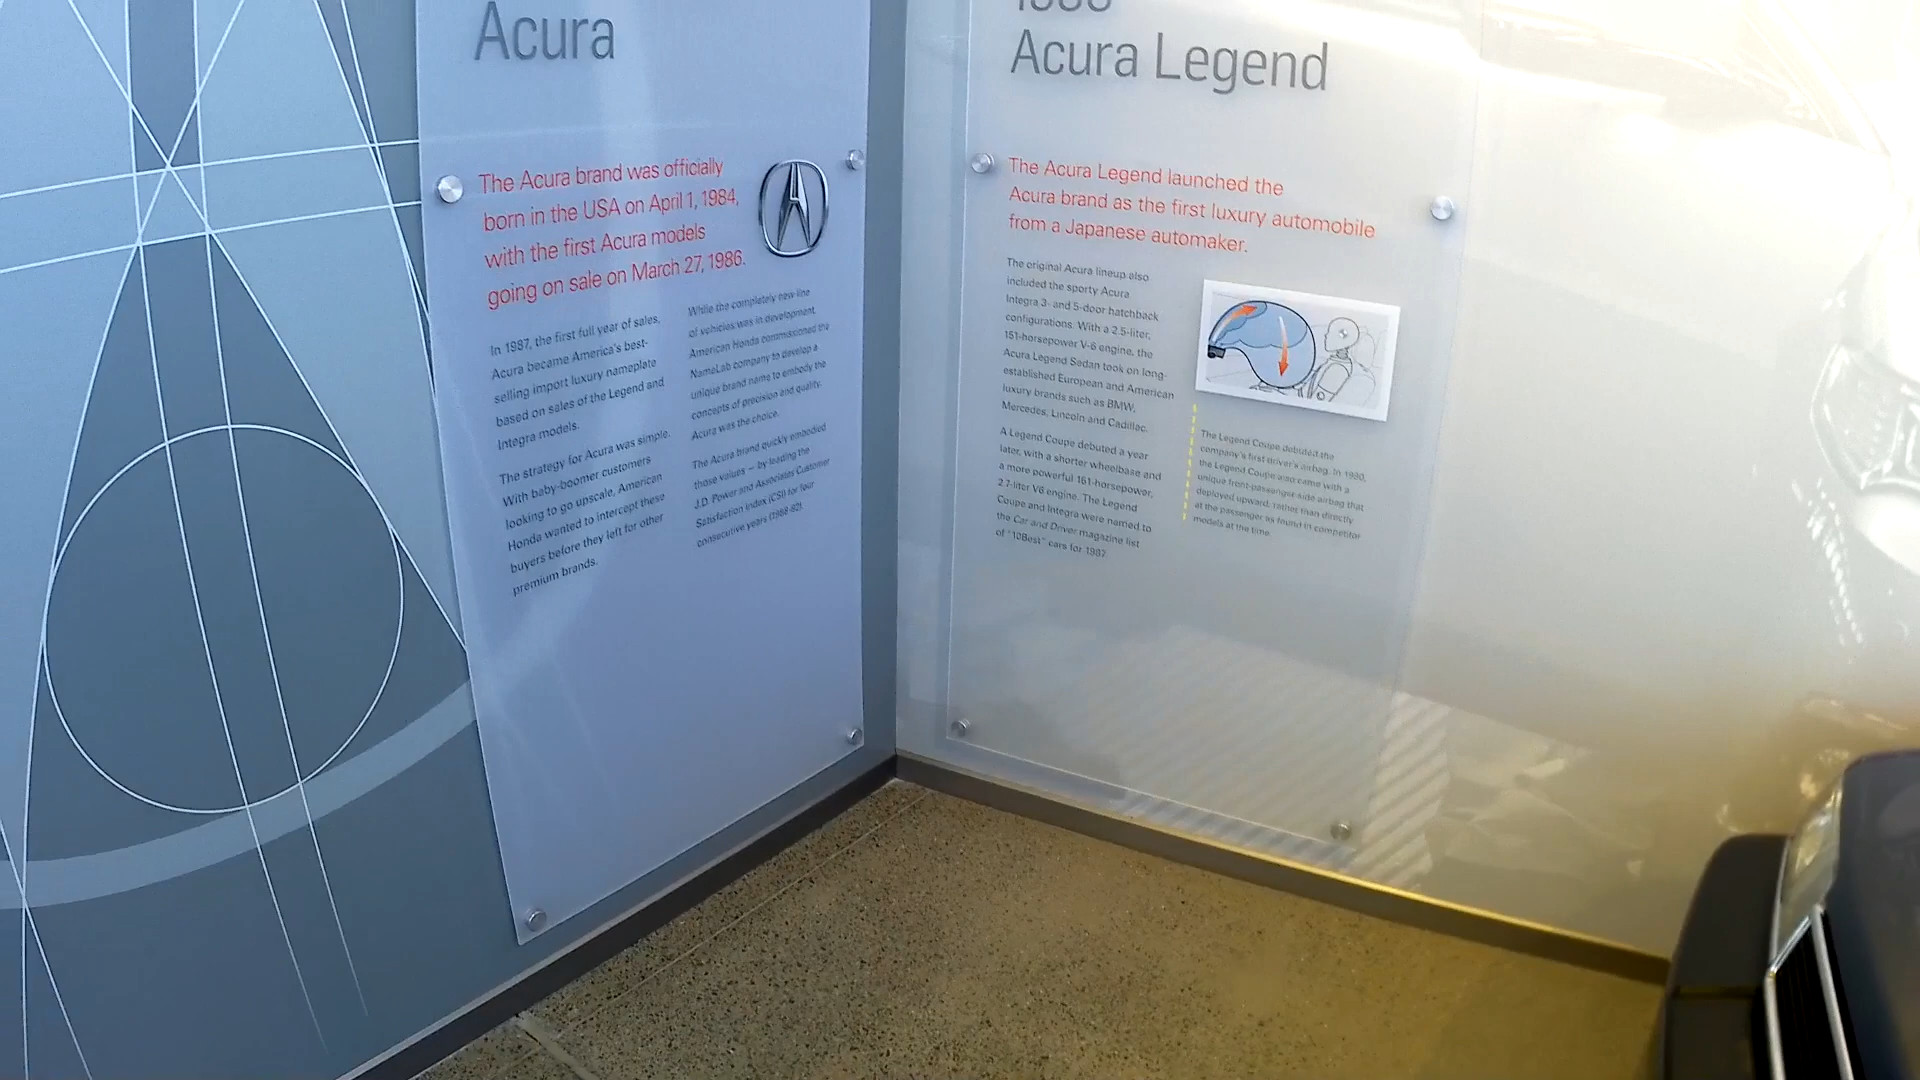 Acura
The Acura brand was officially
born in the USA on April 1, 1984,
with the first Acura models
going on sale on March 27, 1986.
In 1987, the first full year of sales,
Acura became America's best-
selling import luxury nameplate
based on sales of the Legend and
Integra models.
The strategy for Acura was simple.
With baby-boomer customers
looking to go upscale, American
Honda wanted to intercept these
buyers before they left for other
premium brands.
While the completely new line
of vehicles was in development,
American Honda commissioned the
NameLab company to develop a
unique brand name to embody the
concepts of precision and quality.
Acura was the choice.
The Acura brand quickly embodied
those values – by leading the
J.D. Power and Associates Customer
Satisfaction Index (CSI) for four
consecutive years
Acura Legend
The Acura Legend launched the
Acura brand as the first luxury automobile
from a Japanese automaker.
The original Acura lineup also
included the sporty Acura
Integra 3- and 5-door hatchback
configurations. With a 2.5-liter,
151-horsepower V-6 engine, the
Acura Legend Sedan took on long-
established European and American
luxury brands such as BMW,
Mercedes, Lincoln and Cadillac.
A Legend Coupe debuted a year
later, with a shorter wheelbase and
a more powerful 161-horsepower,
2.7-liter V6 engine. The Legend
Coupe and Integra were named to
the Car and Driver magazine list
of "10Best" cars for 1987.
The Legend Coupe debuted the
company's first driver's airbag. In 1990,
the Legend Coupe also came with a
unique front-passenger-side airbag that
deployed upward, rather than directly
at the passenger as found in competitor
models at the time.